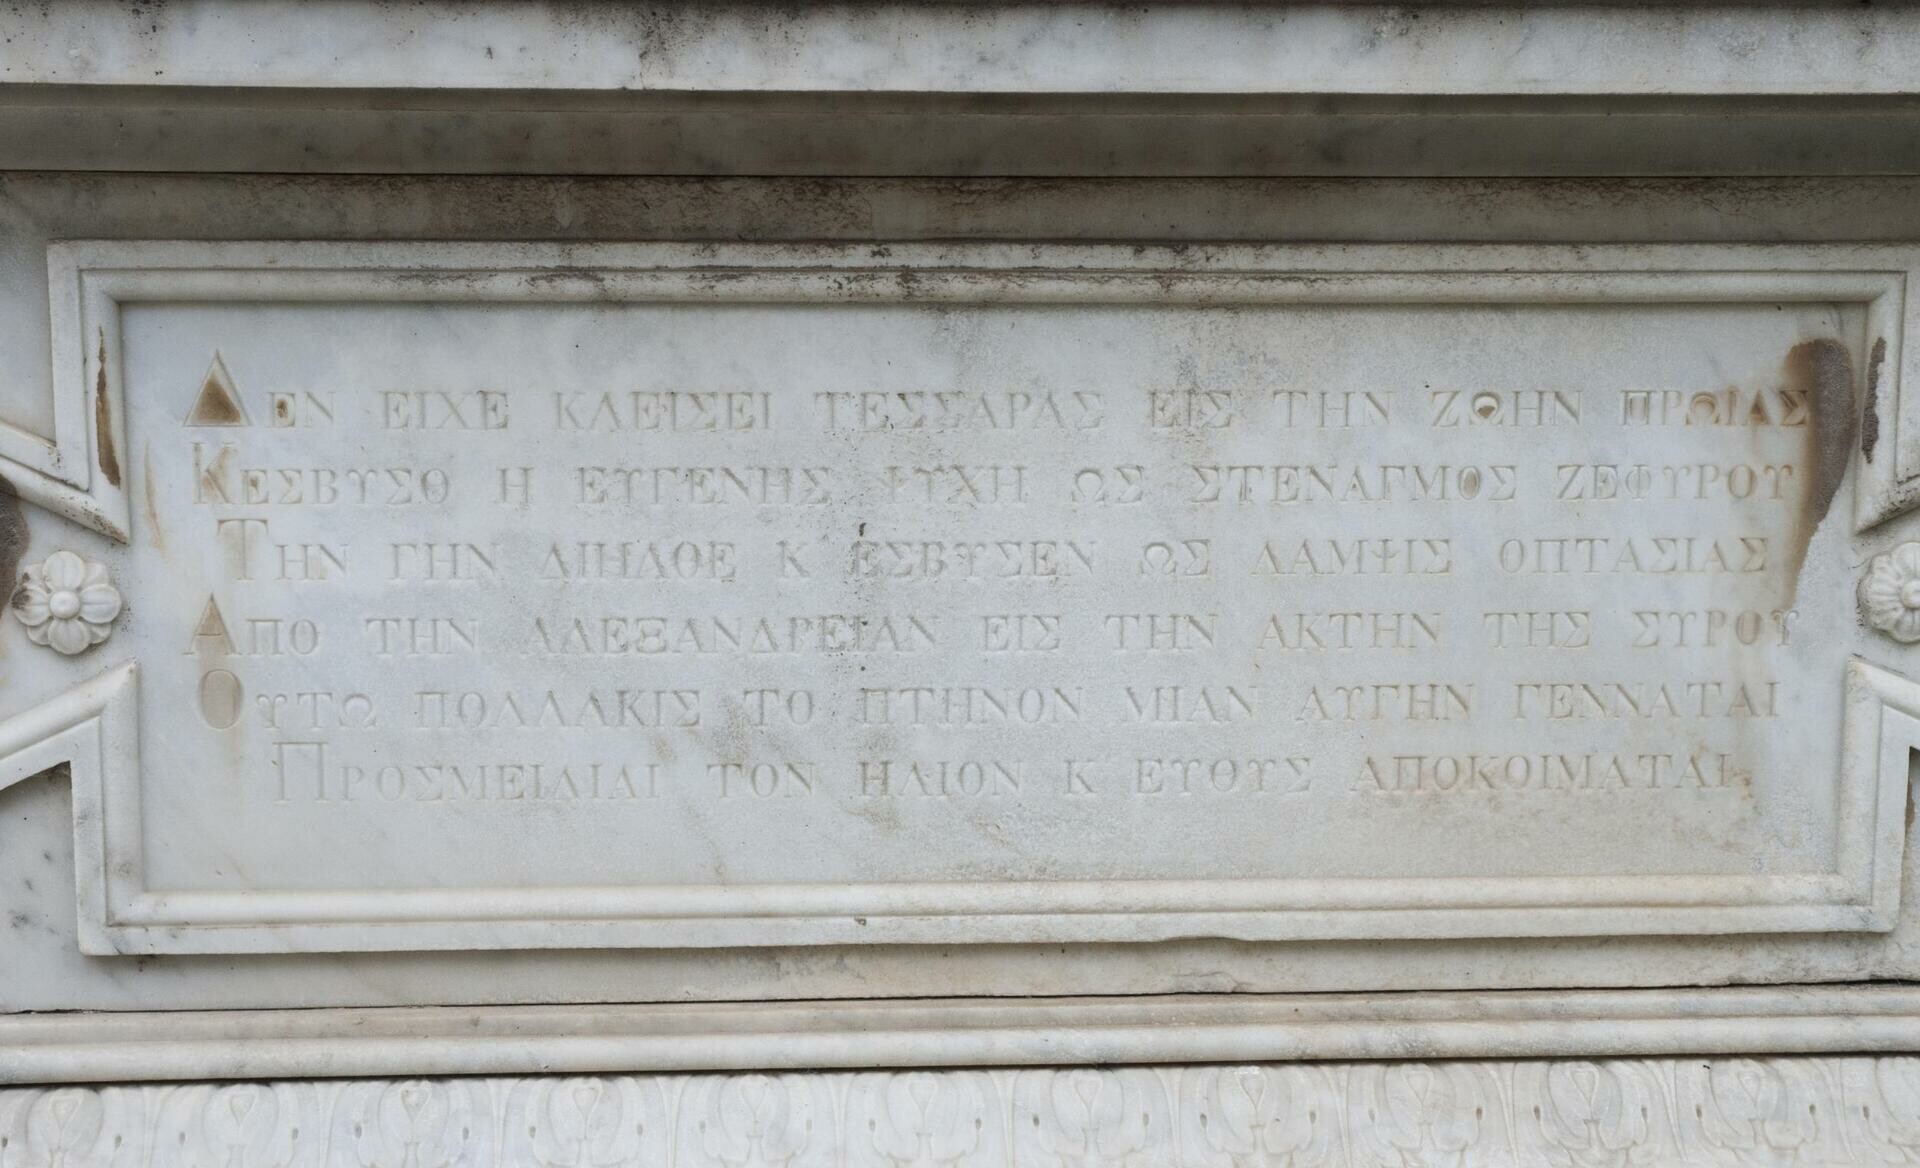 ΔΕΝ ΕΙΧΕ ΚΛΕΙΣΕΙ ΤΕΣΣΑΡΑΣ ΕΙΣ ΤΗΝ ΖΩΗΝ ΠΡΩΙΑΣ
ΚΕΣΒΥΣΘ Η ΕΥΓΕΝΗΣ ΨΥΧΗ ΩΣ ΣΤΕΝΑΓΜΟΣ ΖΕΦΥΡΟΥ
ΤΗΝ ΓΗΝ ΔΙΗΛΘΕ Κ ΕΣΒΥΣΕΝ ΩΣ ΛΑΜΨΙΣ ΟΠΤΑΣΙΑΣ
ΑΠΟ ΤΗΝ ΑΛΕΞΑΝΔΡΕΙΑΝ ΕΙΣ ΤΗΝ ΑΚΤΗΝ ΤΗΣ ΣΥΡΟΥ
ΟΥΤΩ ΠΟΛΛΑΚΙΣ ΤΟ ΠΤΗΝΟΝ ΜΙΑΝ ΑΥΓΗΝ ΓΕΝΝΑΤΑΙ
ΠΡΟΣΜΕΙΔΙΑΙ ΤΟΝ ΗΛΙΟΝ Κ' ΕΥΘΥΣ ΑΠΟΚΟΙΜΑΤΑΙ